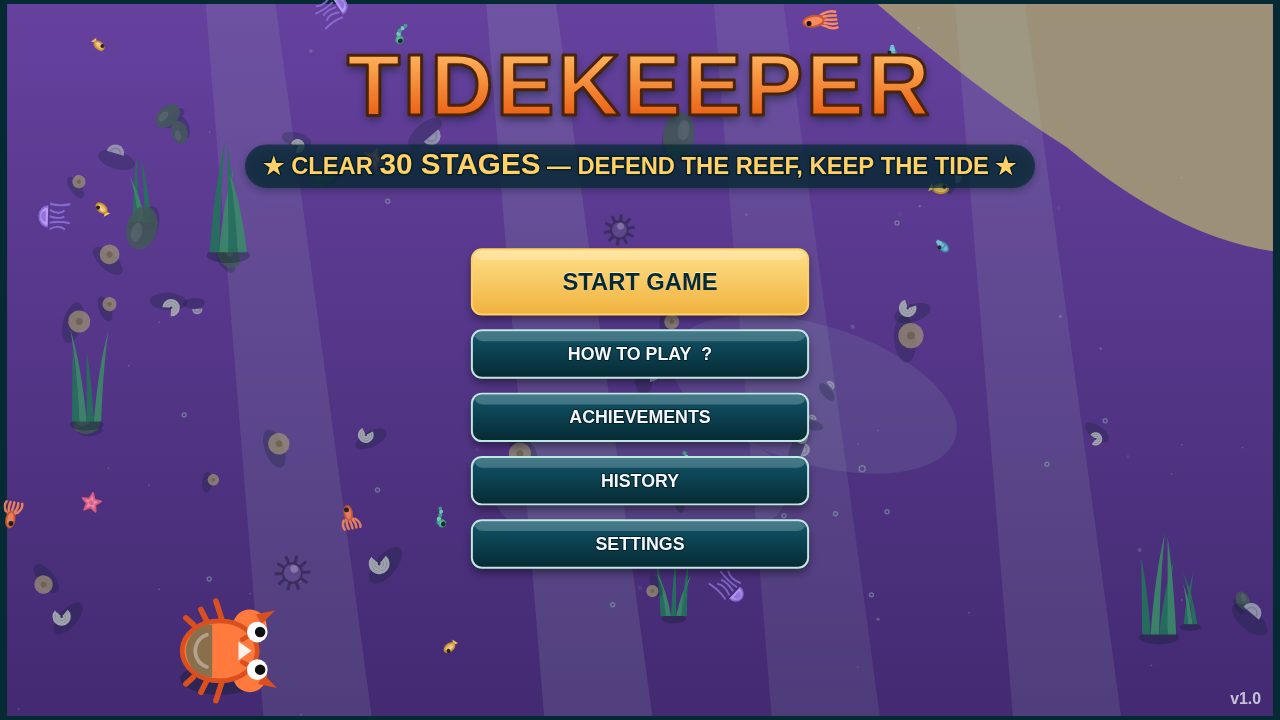 TIDEKEEPER
★ CLEAR 30 STAGES — DEFEND THE REEF, KEEP THE TIDE ★
START GAME
HOW TO PLAY ?
ACHIEVEMENTS
HISTORY
SETTINGS
v1.0